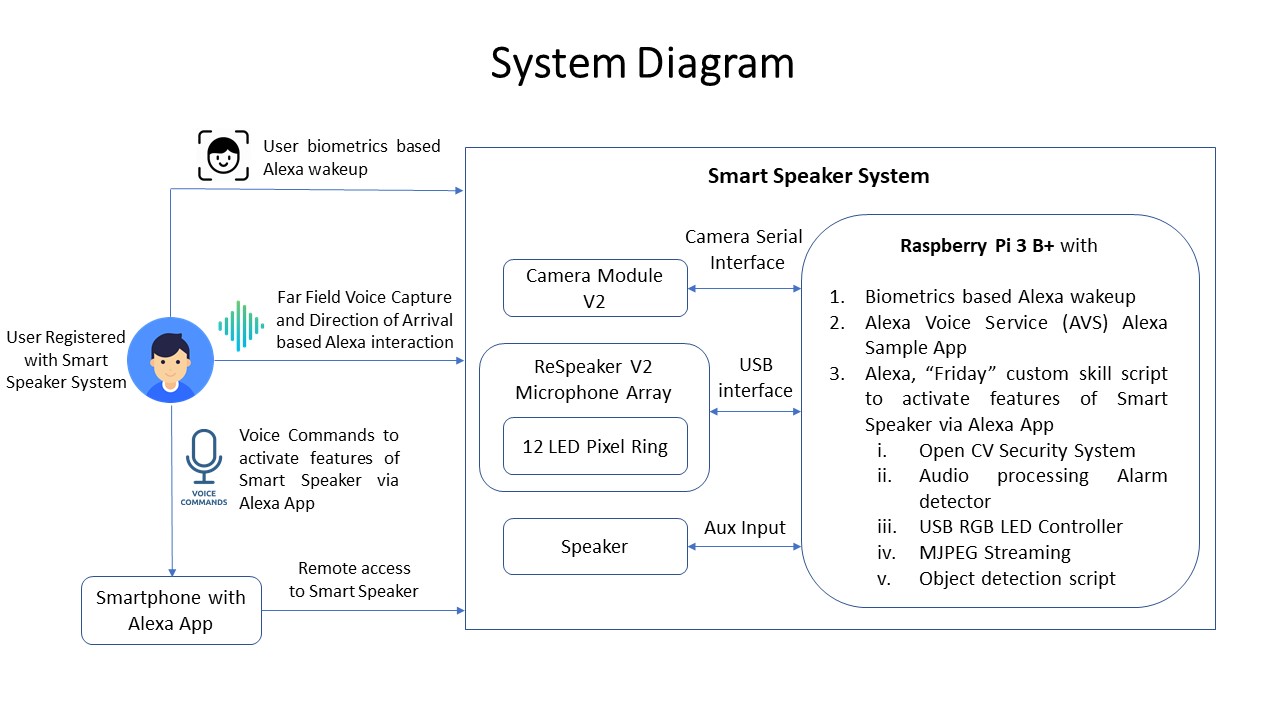 System Diagram
User biometrics based
Alexa wakeup
Smart Speaker System
Camera Serial
Interface
Raspberry Pi 3 B+ with
Camera Module
V2
Far Field Voice Capture
and Direction of Arrival
based Alexa interaction
User Registered
with Smart
Speaker System
ReSpeaker V2
Microphone Array
12 LED Pixel Ring
USB
interface
1. Biometrics based Alexa wakeup
2. Alexa Voice Service (AVS) Alexa
Sample App
3. Alexa, “Friday” custom skill script
to activate features of Smart
Speaker via Alexa App
i. Open CV Security System
ii. Audio processing Alarm
detector
iii. USB RGB LED Controller
iv. MJPEG Streaming
v. Object detection script
VOICE
COMMANDS
Voice Commands to
activate features of
Smart Speaker via
Alexa App
Speaker
Aux Input
Smartphone with
Alexa App
Remote access
to Smart Speaker